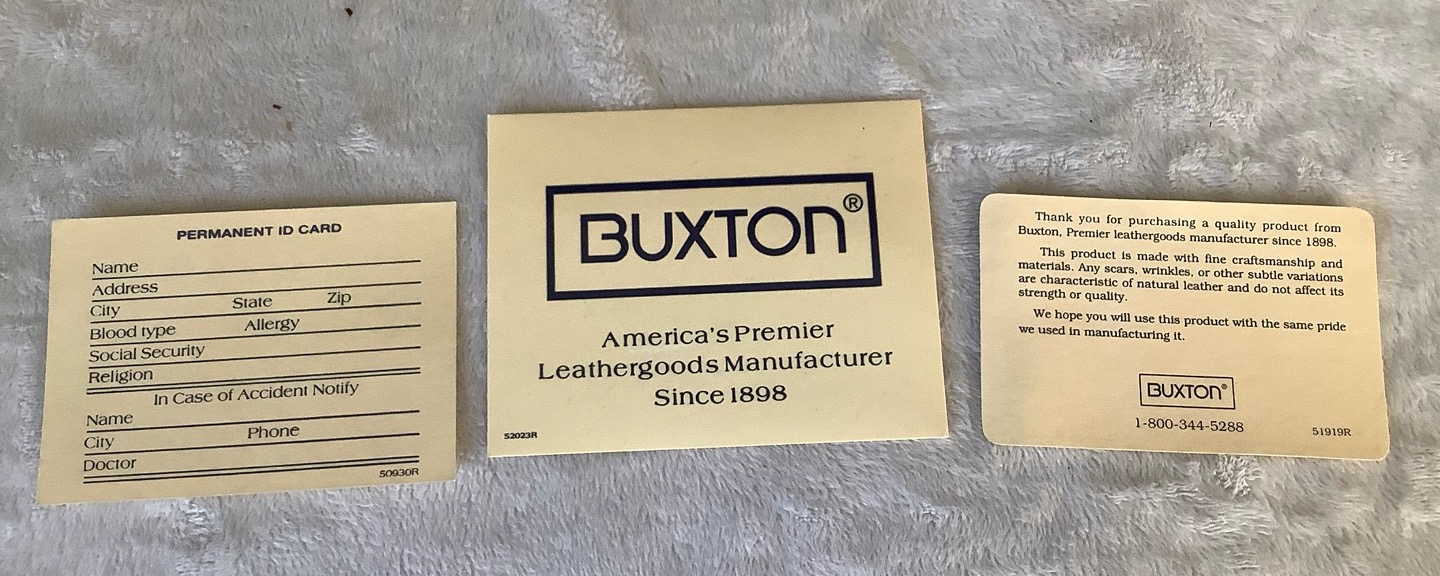 PERMANENT ID CARD
Name
Address
City State Zip
Blood type Allergy
Social Security
Religion
In Case of Accident Notify
Name
City Phone
Doctor
50930R
BUXTON®
America's Premier
Leathergoods Manufacturer
Since 1898
52023R
Thank you for purchasing a quality product from
Buxton, Premier leathergoods manufacturer since 1898.
This product is made with fine craftsmanship and
materials. Any scars, wrinkles, or other subtle variations
are characteristic of natural leather and do not affect its
strength or quality.
We hope you will use this product with the same pride
we used in manufacturing it.
BUXTON®
1-800-344-5288
51919R